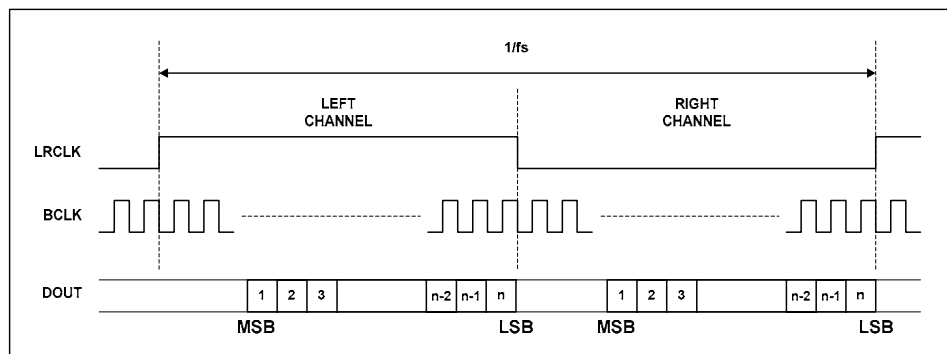 1/fs
LEFT
CHANNEL
RIGHT
CHANNEL
LRCLK
BCLK
DOUT
1 2 3 n-2 n-1 n 1 2 3 n-2 n-1 n
MSB LSB MSB LSB